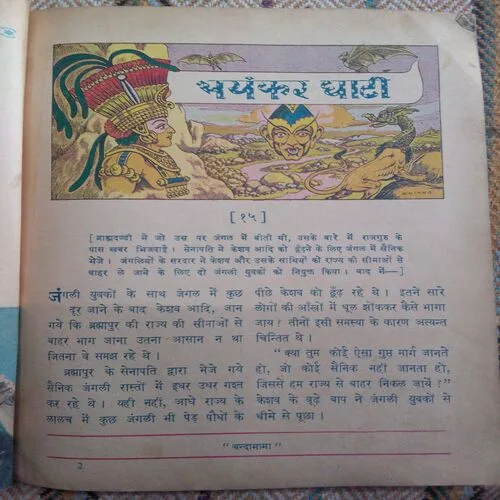 भयंकर घाटी
[ १५ ]
[ ब्राह्मदण्डी में जो उस पर जंगल में बीती थी, उसके बारे में राजगुरु के
पास खबर भिजवाई । सेनापति ने केशव आदि को ढूँढने के लिए जंगल में सैनिक
भेजे । जंगलियों के सरदार ने केशव और उसके साथियों को राज्य की सीमाओं से
बाहर ले जाने के लिए दो जंगली युवकों को नियुक्त किया । बाद में—]
जंगली युवकों के साथ जंगल में कुछ
दूर जाने के बाद केशव आदि, जान
गये कि ब्रह्मापुर की राज्य की सीमाओं से
बाहर भाग जाना उतना आसान न था
जितना वे समझ रहे थे ।
ब्रह्मापुर के सेनापति द्वारा भेजे गये
सैनिक जंगली रास्तों में इधर उधर गश्त
कर रहे थे । यही नहीं, आधे राज्य के
लालच में कुछ जंगली भी पेड़ पौधों के
पीछे केशव को ढूँढ रहे थे । इतने सारे
लोगों की आँखों में धूल झोंककर कैसे भागा
जाय ? तीनों इसी समस्या के कारण अत्यन्त
चिन्तित थे ।
" क्या तुम कोई ऐसा गुप्त मार्ग जानते
हो, जो कोई सैनिक नहीं जानता हो,
जिससें हम राज्य से बाहर निकल जायें ? "
केशव के बूढ़े बाप ने जंगली युवकों से
धीमे से पूछा ।
" चन्दामामा "
2